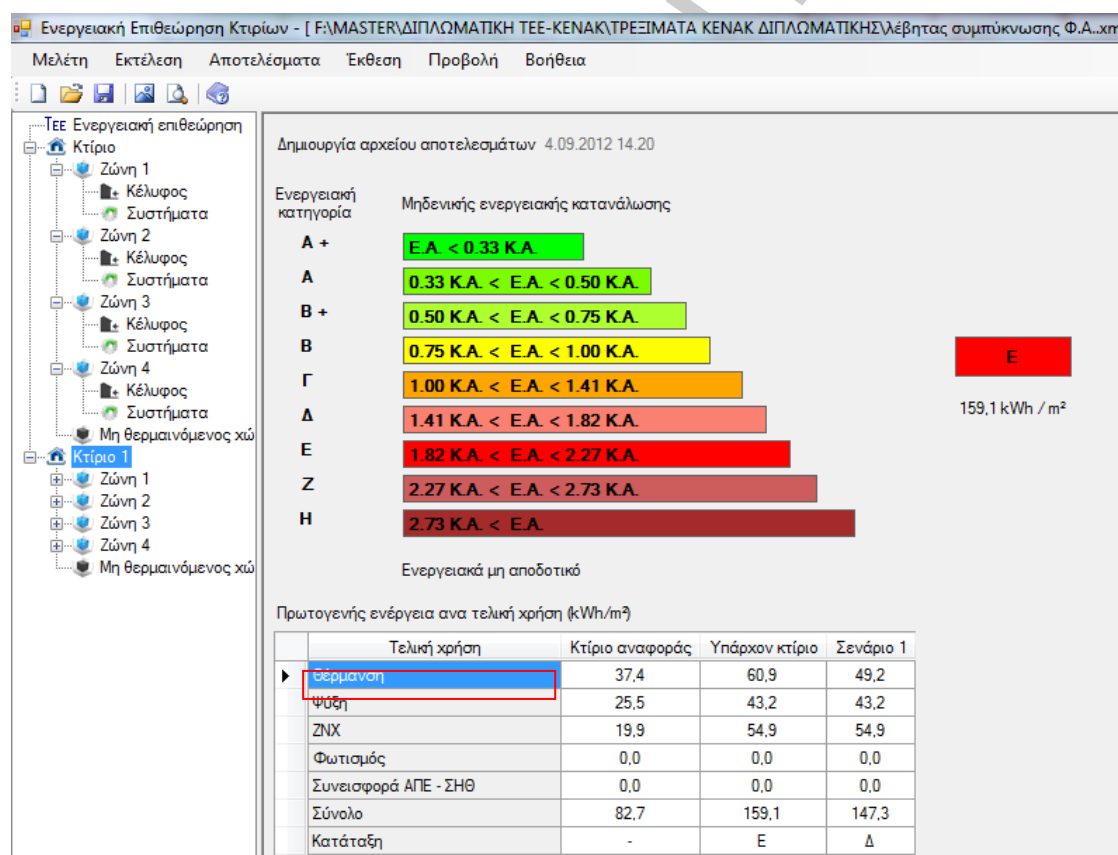 Ενεργειακή Επιθεώρηση Κτιρίων - [ F:\MASTER\ΔΙΠΛΩΜΑΤΙΚΗ ΤΕΕ-ΚΕΝΑΚ\ΤΡΕΞΙΜΑΤΑ ΚΕΝΑΚ ΔΙΠΛΩΜΑΤΙΚΗΣ\λέβητας συμπύκνωσης Φ.Α..xm
Μελέτη Εκτέλεση Αποτελέσματα Έκθεση Προβολή Βοήθεια
ΤΕΕ Ενεργειακή επιθεώρηση
Κτίριο
Ζώνη 1
Κέλυφος
Συστήματα
Ζώνη 2
Κέλυφος
Συστήματα
Ζώνη 3
Κέλυφος
Συστήματα
Ζώνη 4
Κέλυφος
Συστήματα
Μη θερμαινόμενος χώ
Κτίριο 1
Ζώνη 1
Ζώνη 2
Ζώνη 3
Ζώνη 4
Μη θερμαινόμενος χώ
Δημιουργία αρχείου αποτελεσμάτων 4.09.2012 14.20
Ενεργειακή
κατηγορία
Μηδενικής ενεργειακής κατανάλωσης
Α + Ε.Α. < 0.33 Κ.Α.
Α 0.33 Κ.Α. < Ε.Α. < 0.50 Κ.Α.
Β + 0.50 Κ.Α. < Ε.Α. < 0.75 Κ.Α.
Β 0.75 Κ.Α. < Ε.Α. < 1.00 Κ.Α.
Γ 1.00 Κ.Α. < Ε.Α. < 1.41 Κ.Α.
Δ 1.41 Κ.Α. < Ε.Α. < 1.82 Κ.Α.
Ε 1.82 Κ.Α. < Ε.Α. < 2.27 Κ.Α.
Ζ 2.27 Κ.Α. < Ε.Α. < 2.73 Κ.Α.
Η 2.73 Κ.Α. < Ε.Α.
Ενεργειακά μη αποδοτικό
Ε
159,1 kWh / m²
Πρωτογενής ενέργεια ανα τελική χρήση (kWh/m²)
Τελική χρήση Κτίριο αναφοράς Υπάρχον κτίριο Σενάριο 1
Θέρμανση 37,4 60,9 49,2
Ψύξη 25,5 43,2 43,2
ΖΝΧ 19,9 54,9 54,9
Φωτισμός 0,0 0,0 0,0
Συνεισφορά ΑΠΕ - ΣΗΘ 0,0 0,0 0,0
Σύνολο 82,7 159,1 147,3
Κατάταξη - Ε Δ